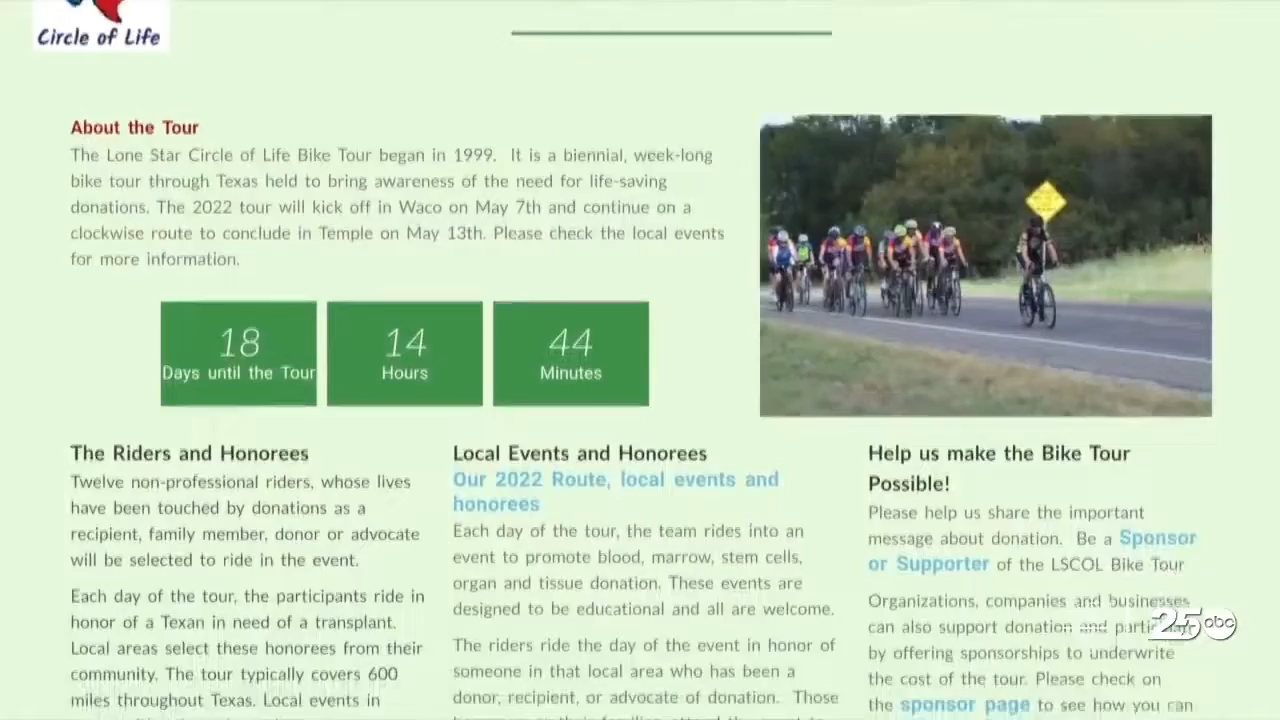 Circle of Life
About the Tour
The Lone Star Circle of Life Bike Tour began in 1999. It is a biennial, week-long
bike tour through Texas held to bring awareness of the need for life-saving
donations. The 2022 tour will kick off in Waco on May 7th and continue on a
clockwise route to conclude in Temple on May 13th. Please check the local events
for more information.
18
Days until the Tour
14
Hours
44
Minutes
The Riders and Honorees
Twelve non-professional riders, whose lives
have been touched by donations as a
recipient, family member, donor or advocate
will be selected to ride in the event.
Each day of the tour, the participants ride in
honor of a Texan in need of a transplant.
Local areas select these honorees from their
community. The tour typically covers 600
miles throughout Texas. Local events in
Local Events and Honorees
Our 2022 Route, local events and
honorees
Each day of the tour, the team rides into an
event to promote blood, marrow, stem cells,
organ and tissue donation. These events are
designed to be educational and all are welcome.
The riders ride the day of the event in honor of
someone in that local area who has been a
donor, recipient, or advocate of donation. Those
Help us make the Bike Tour
Possible!
Please help us share the important
message about donation. Be a Sponsor
or Supporter of the LSCOL Bike Tour
Organizations, companies and businesses
can also support donation and
by offering sponsorships to underwrite
the cost of the tour. Please check on
the sponsor page to see how you can
25 abc